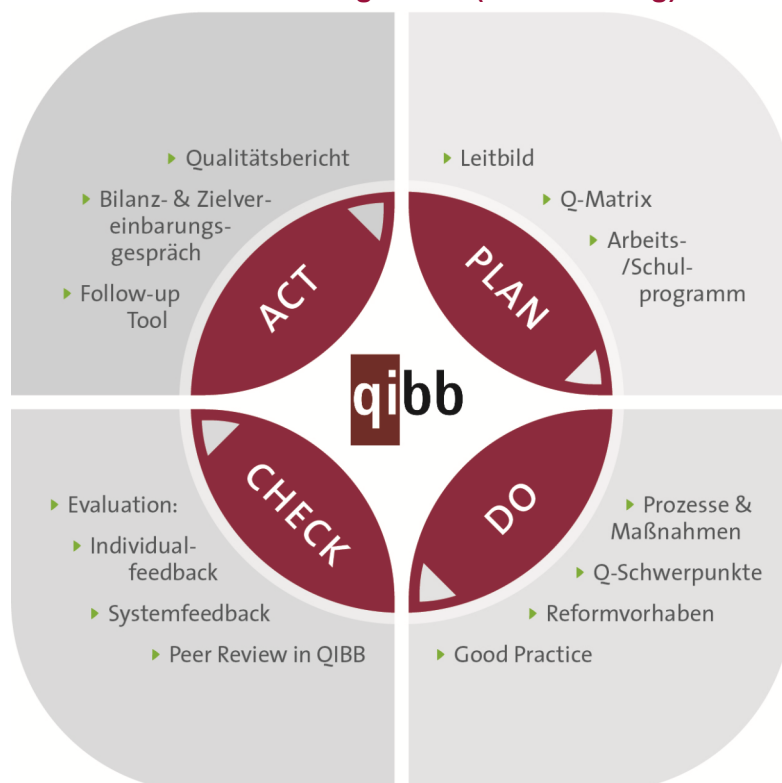 Qualitätsbericht
Bilanz- & Zielver-
einbarungs-
gespräch
Follow-up
Tool
ACT
Leitbild
Q-Matrix
Arbeits-
/Schul-
programm
PLAN
qibb
CHECK
Evaluation:
Individual-
feedback
Systemfeedback
Peer Review in QIBB
DO
Prozesse &
Maßnahmen
Q-Schwerpunkte
Reformvorhaben
Good Practice